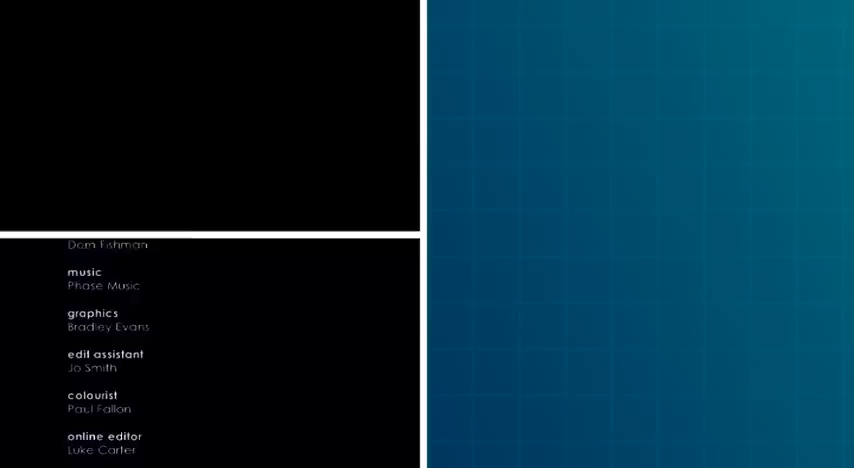 Dom Fishman
music
Phase Music
graphics
Bradley Evans
edit assistant
Jo Smith
colourist
Paul Fallon
online editor
Luke Carter